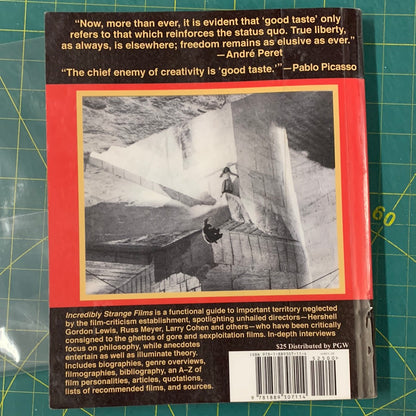 “Now, more than ever, it is evident that ‘good taste’ only
refers to that which reinforces the status quo. True liberty,
as always, is elsewhere; freedom remains as elusive as ever.”
—André Peret
“The chief enemy of creativity is ‘good taste.’”—Pablo Picasso
60
Incredibly Strange Films is a functional guide to important territory neglected
by the film-criticism establishment, spotlighting unhailed directors—Hershell
Gordon Lewis, Russ Meyer, Larry Cohen and others—who have been critically
consigned to the ghettos of gore and sexploitation films. In-depth interviews
focus on philosophy, while anecdotes
entertain as well as illuminate theory.
Includes biographies, genre overviews,
filmographies, bibliography, an A–Z of
film personalities, articles, quotations,
lists of recommended films, and sources.
$25 Distributed by PGW
52500